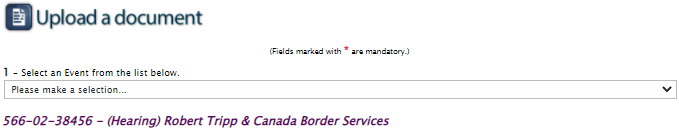 Upload a document
(Fields marked with * are mandatory.)
1 - Select an Event from the list below.
Please make a selection...
566-02-38456 - (Hearing) Robert Tripp & Canada Border Services